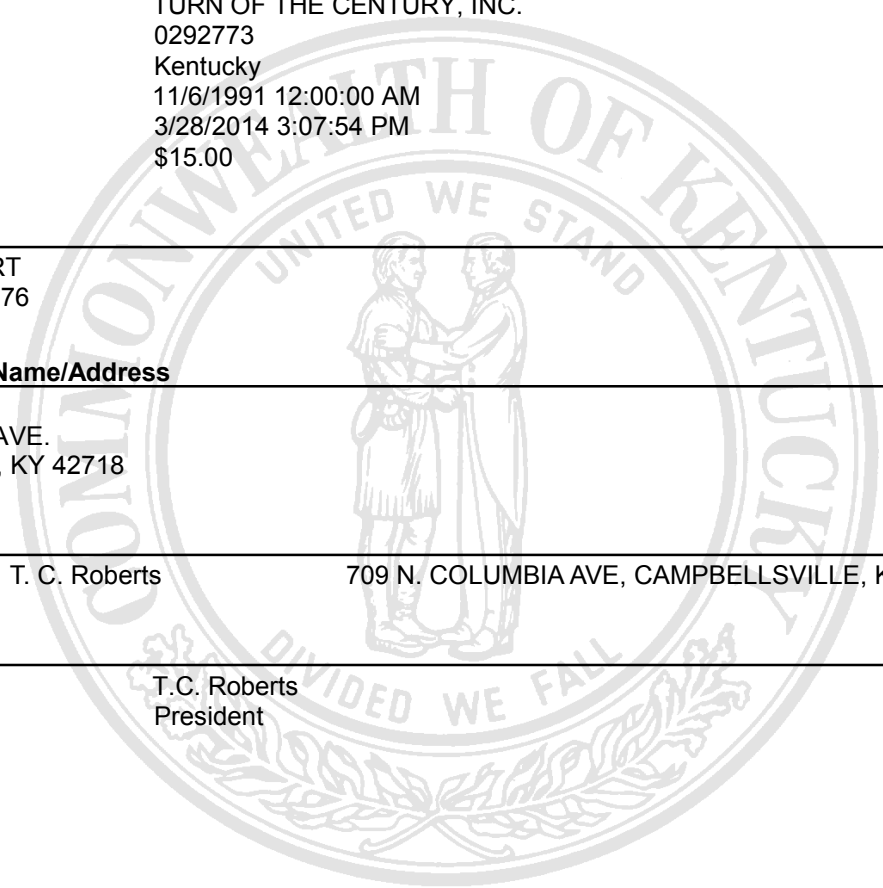 TURN OF THE CENTURY, INC.
0292773
Kentucky
11/6/1991 12:00:00 AM
3/28/2014 3:07:54 PM
$15.00
RT
76
Name/Address
AVE.
, KY 42718
T. C. Roberts 709 N. COLUMBIA AVE, CAMPBELLSVILLE, K
T.C. Roberts
President
COMMONWEALTH OF KENTUCKY
UNITED WE STAND
DIVIDED WE FALL